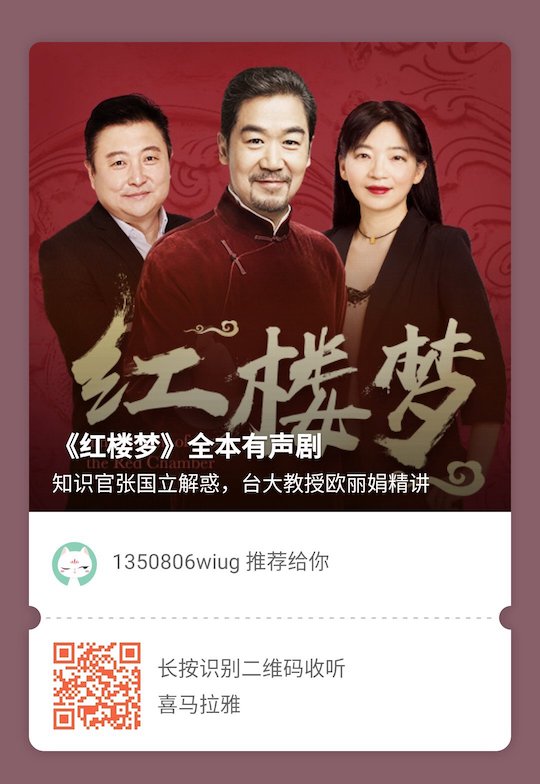 红楼梦
《红楼梦》全本有声剧
the Red Chamber
知识官张国立解惑，台大教授欧丽娟精讲
1350806wiug 推荐给你
长按识别二维码收听
喜马拉雅